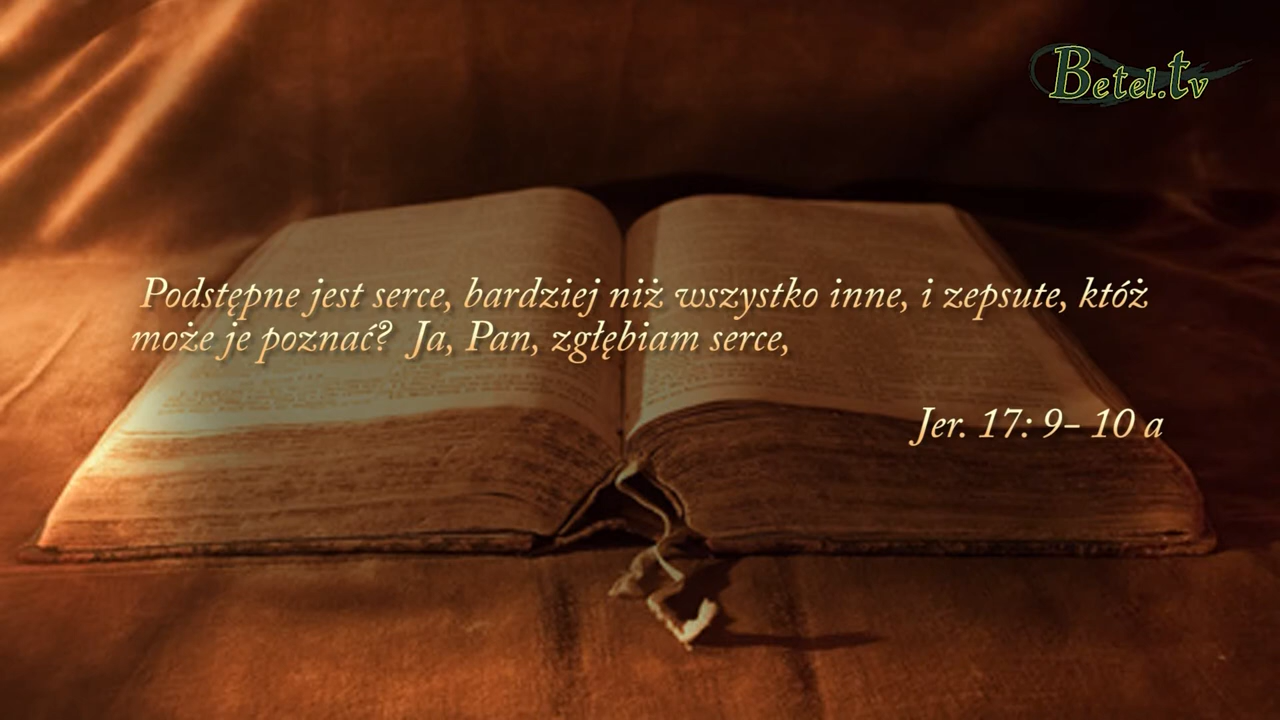 Betel.tv
Podstępne jest serce, bardziej niż wszystko inne, i zepsute, któż
może je poznać? Ja, Pan, zgłębiam serce,
Jer. 17: 9- 10 a